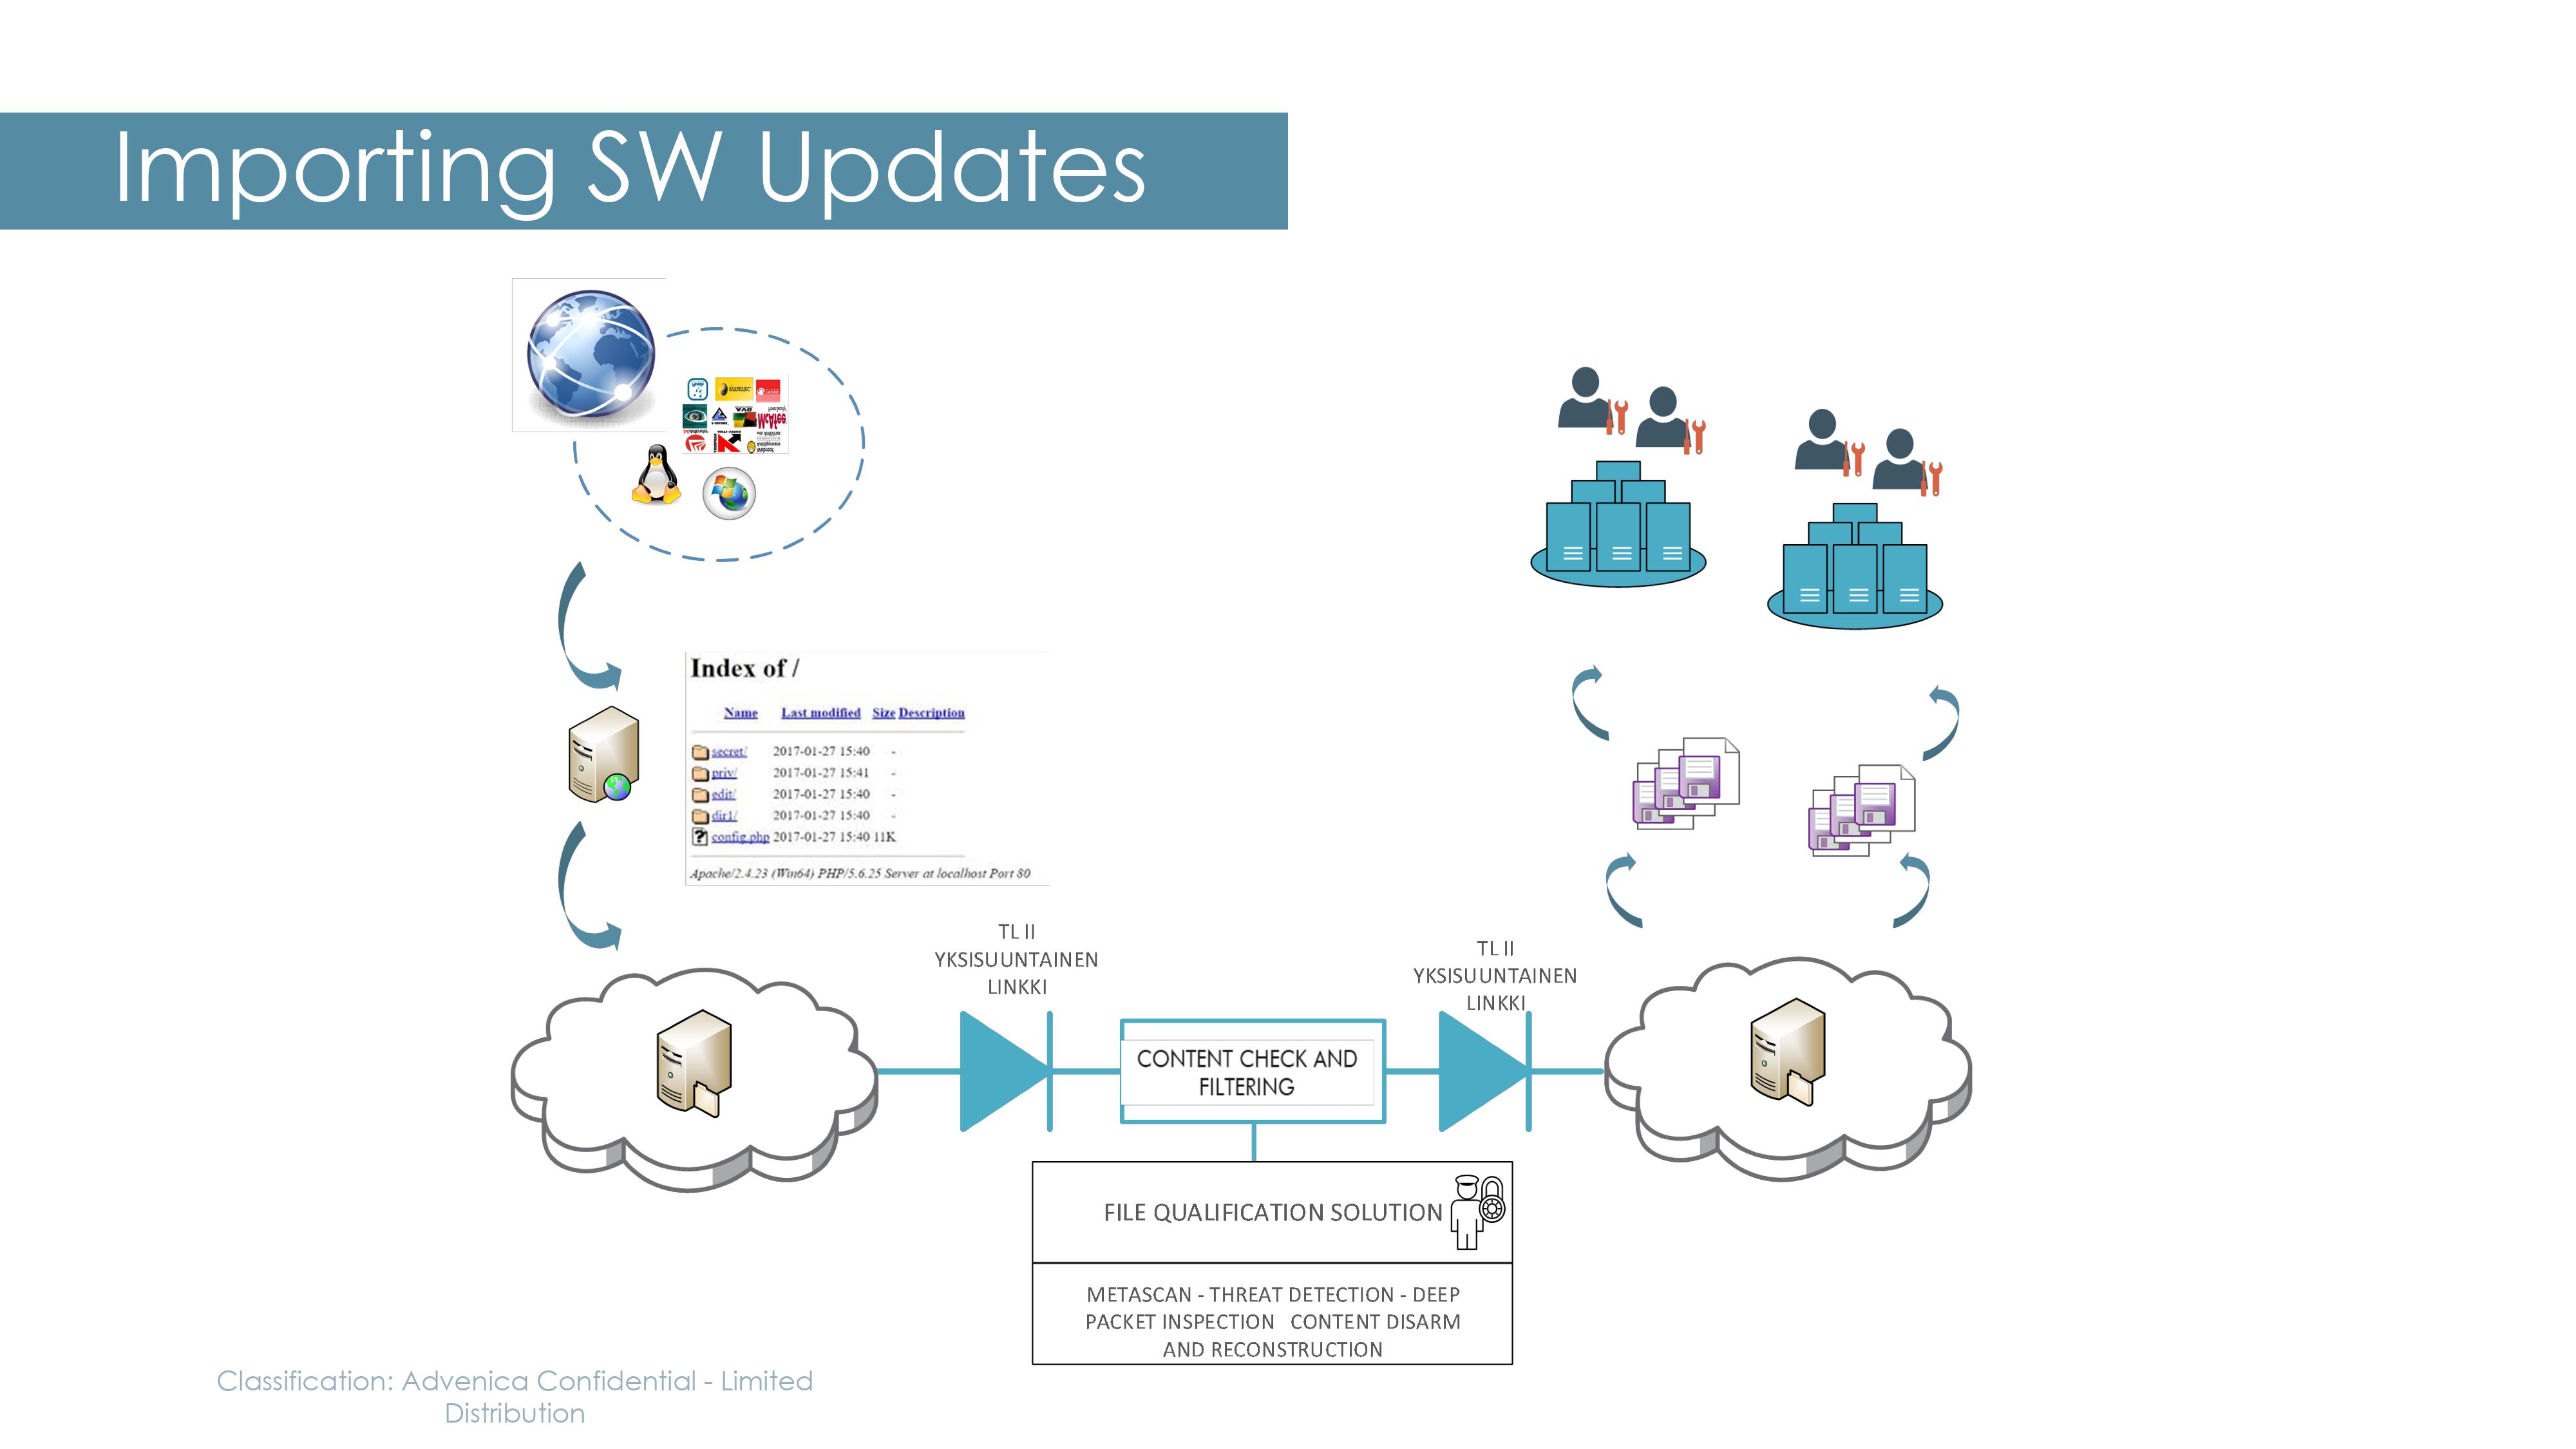 Importing SW Updates
McAfee
Index of /
Name Last modified Size Description
secret/ 2017-01-27 15:40 -
priv/ 2017-01-27 15:41 -
edit/ 2017-01-27 15:40 -
dir1/ 2017-01-27 15:40 -
config.php 2017-01-27 15:40 11K
Apache/2.4.23 (Win64) PHP/5.6.25 Server at localhost Port 80
TL II
YKSISUUNTAINEN
LINKKI
TL II
YKSISUUNTAINEN
LINKKI
CONTENT CHECK AND
FILTERING
FILE QUALIFICATION SOLUTION
METASCAN - THREAT DETECTION - DEEP
PACKET INSPECTION CONTENT DISARM
AND RECONSTRUCTION
Classification: Advenica Confidential - Limited
Distribution